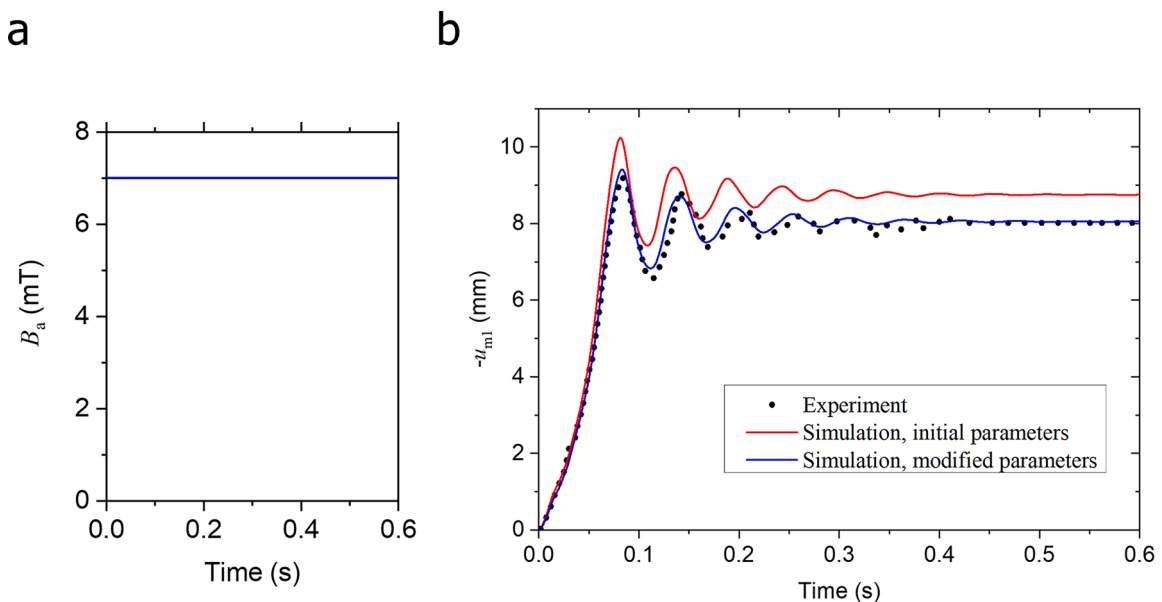 a
b
8
6
4
2
0
0.0
0.2
0.4
0.6
Time (s)
Ba (mT)
10
8
6
4
2
0
0.0
0.1
0.2
0.3
0.4
0.5
0.6
Time (s)
-um1 (mm)
Experiment
Simulation, initial parameters
Simulation, modified parameters